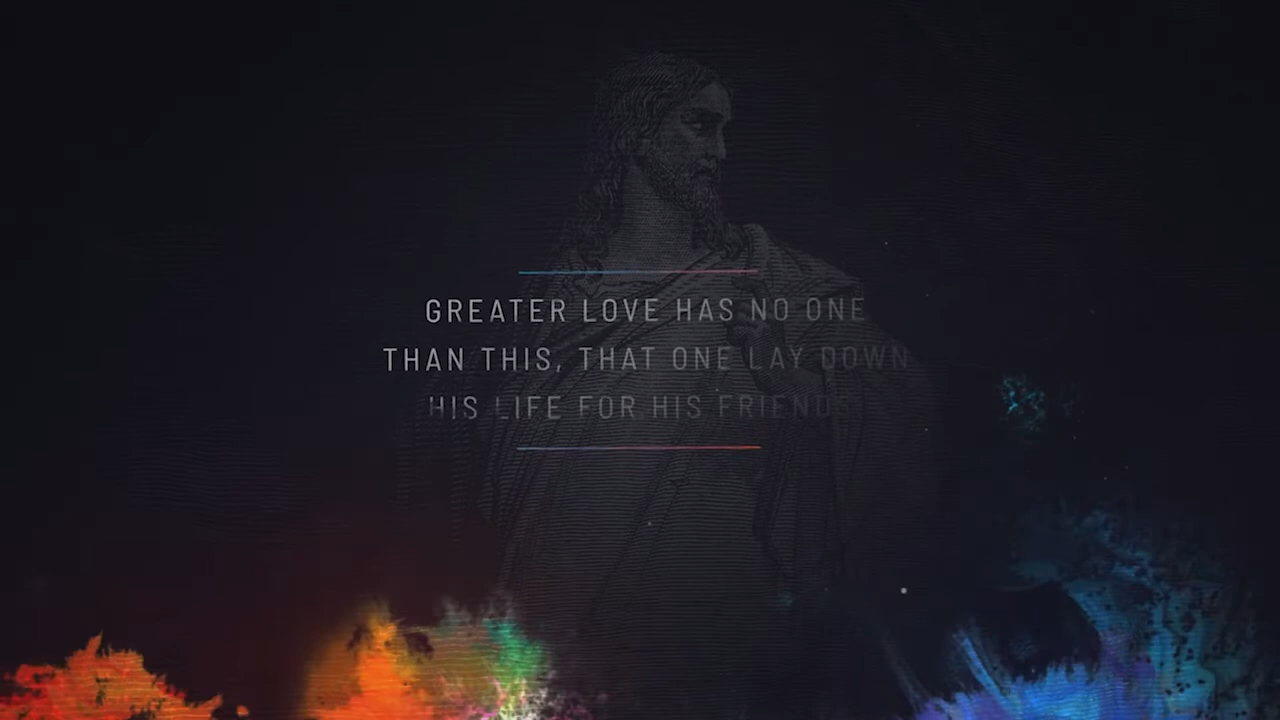 GREATER LOVE HAS NO ONE
THAN THIS, THAT ONE LAY DOWN
HIS LIFE FOR HIS FRIENDS